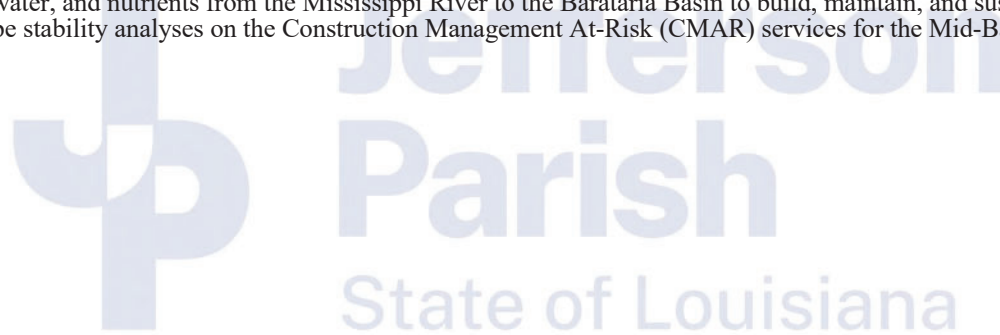 water, and nutrients from the Mississippi River to the Barataria Basin to build, maintain, and sus
pe stability analyses on the Construction Management At-Risk (CMAR) services for the Mid-B
Jefferson
Parish
State of Louisiana